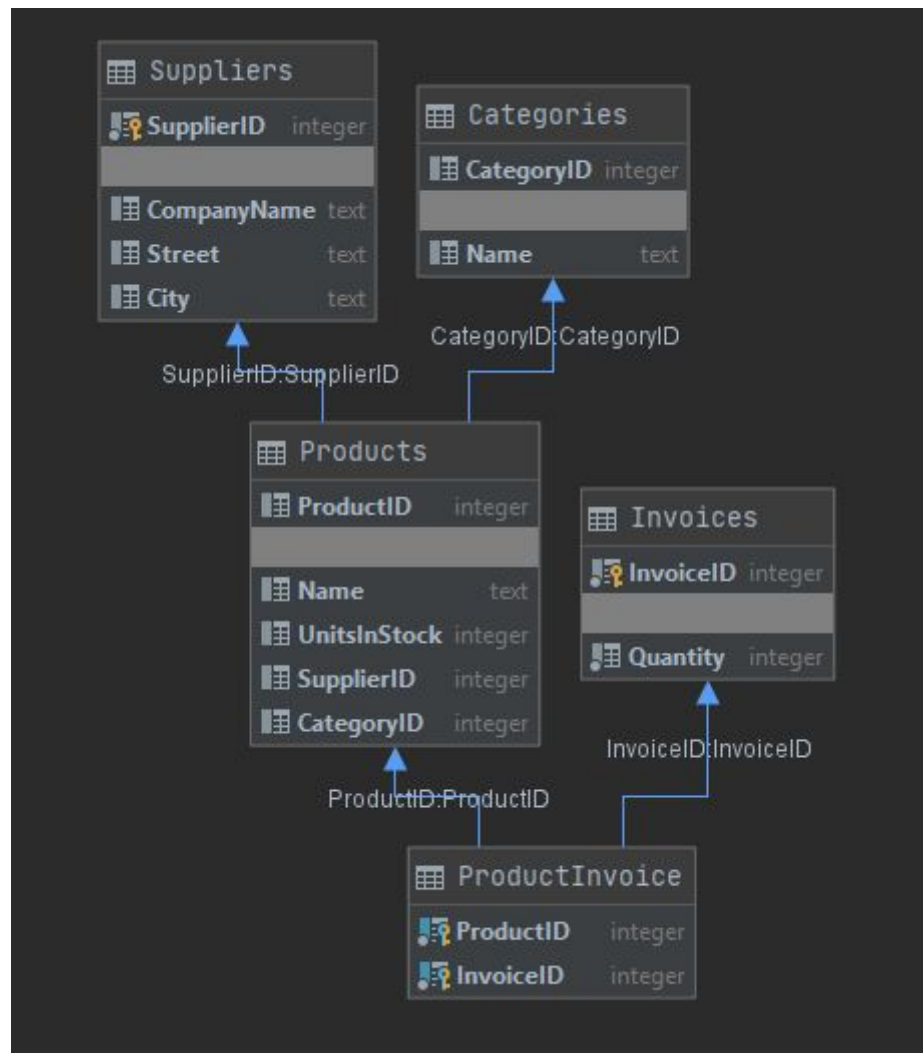 Suppliers
SupplierID integer
CompanyName text
Street text
City text
Categories
CategoryID integer
Name text
SupplierID:SupplierID
CategoryID:CategoryID
Products
ProductID integer
Name text
UnitsInStock integer
SupplierID integer
CategoryID integer
Invoices
InvoiceID integer
Quantity integer
ProductID:ProductID
InvoiceID:InvoiceID
ProductInvoice
ProductID integer
InvoiceID integer